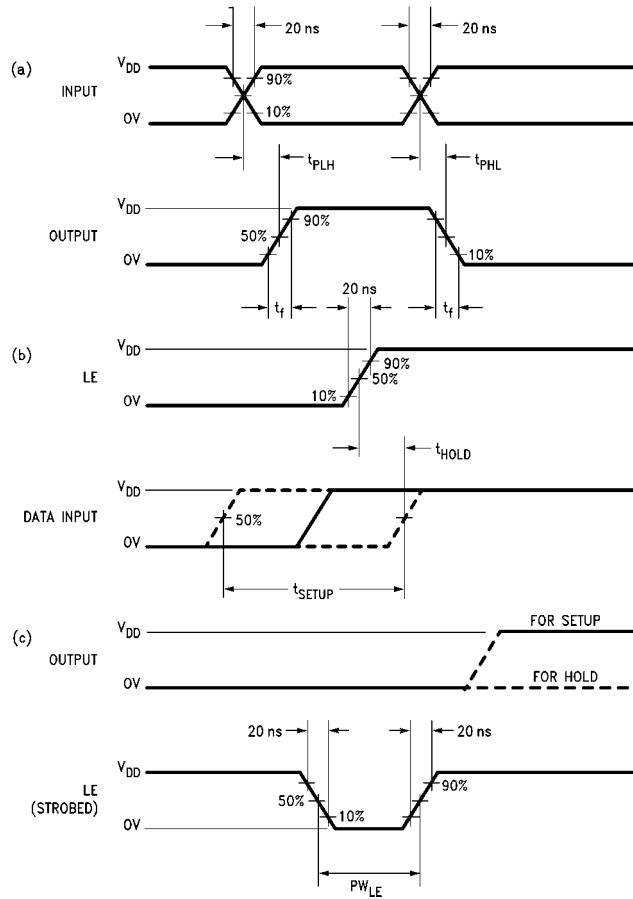 20 ns 20 ns
(a) V_DD
INPUT
90%
10%
0V
t_PLH t_PHL
V_DD
OUTPUT
90%
50%
10%
0V
t_f t_f
20 ns
(b) V_DD
LE
90%
50%
10%
0V
t_HOLD
V_DD
DATA INPUT
50%
0V
t_SETUP
(c) V_DD
OUTPUT
FOR SETUP
0V
FOR HOLD
20 ns 20 ns
V_DD
LE
(STROBED)
90%
50%
10%
0V
PW_LE